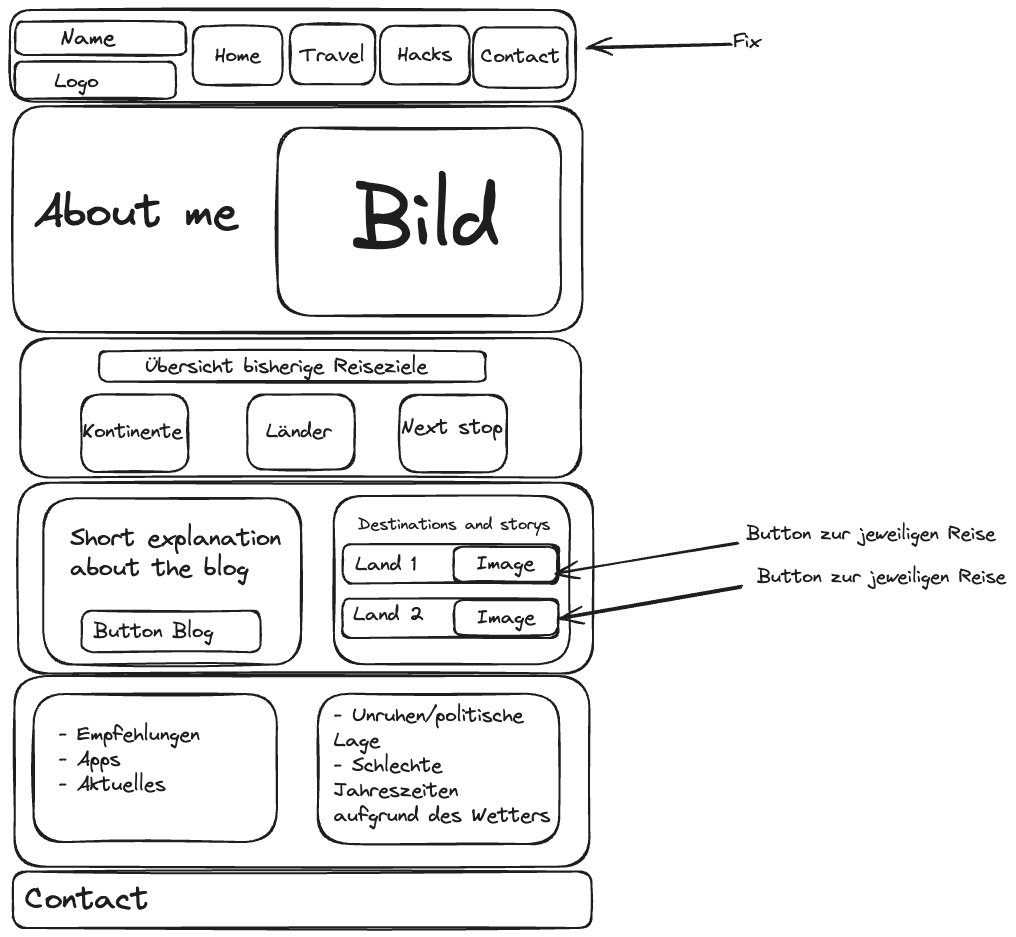 Name
Logo
Home
Travel
Hacks
Contact
Fix
About me
Bild
Übersicht bisherige Reiseziele
Kontinente
Länder
Next stop
Short explanation
about the blog
Button Blog
Destinations and storys
Land 1
Image
Land 2
Image
Button zur jeweiligen Reise
Button zur jeweiligen Reise
- Empfehlungen
- Apps
- Aktuelles
- Unruhen/politische
Lage
- Schlechte
Jahreszeiten
aufgrund des Wetters
Contact